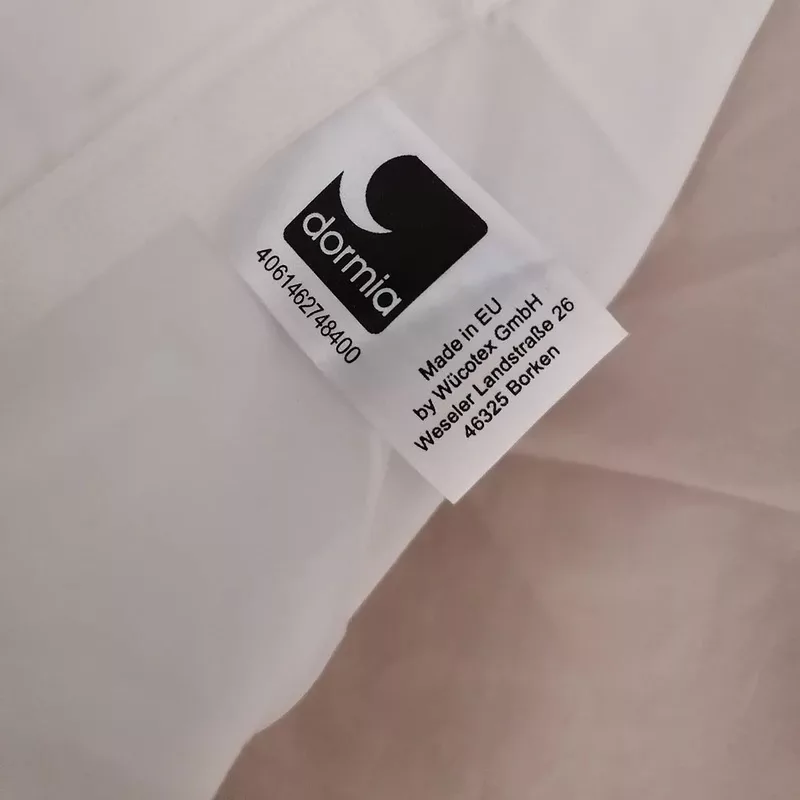 dormia
4061462748400
Made in EU
by Wücotex GmbH
Weseler Landstraße 26
46325 Borken